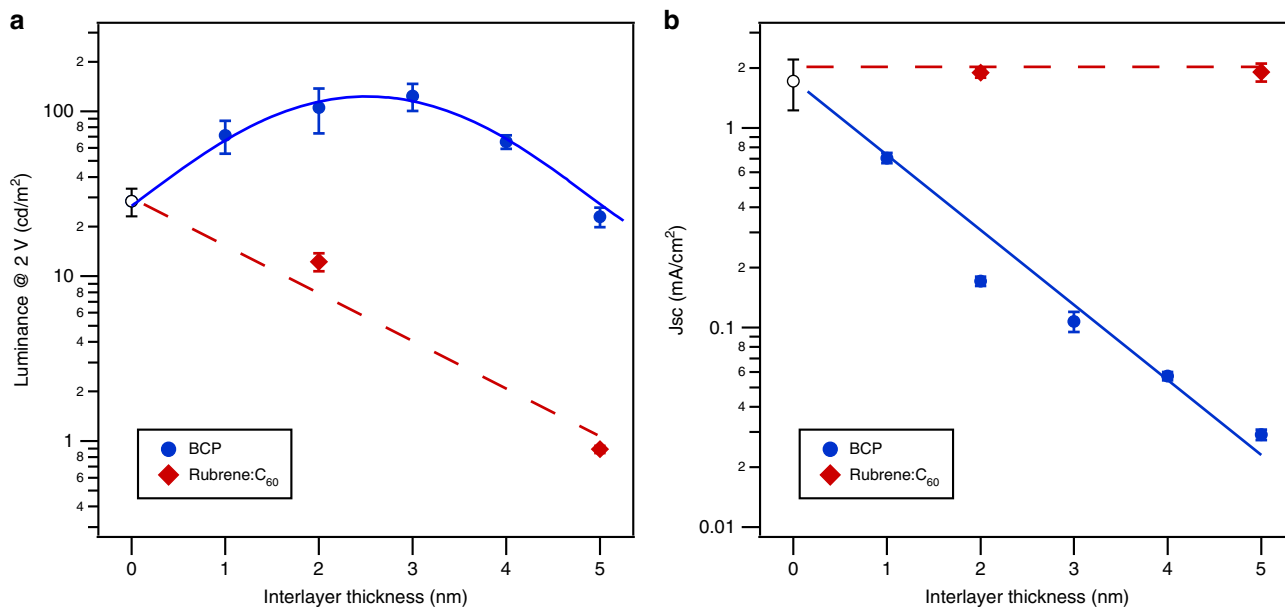 a
Luminance @ 2 V (cd/m²)
2
100
8
6
4
2
10
8
6
4
2
1
8
6
4
BCP
Rubrene:C₆₀
0 1 2 3 4 5
Interlayer thickness (nm)
b
Jsc (mA/cm²)
2
1
8
6
4
2
0.1
8
6
4
2
0.01
BCP
Rubrene:C₆₀
0 1 2 3 4 5
Interlayer thickness (nm)